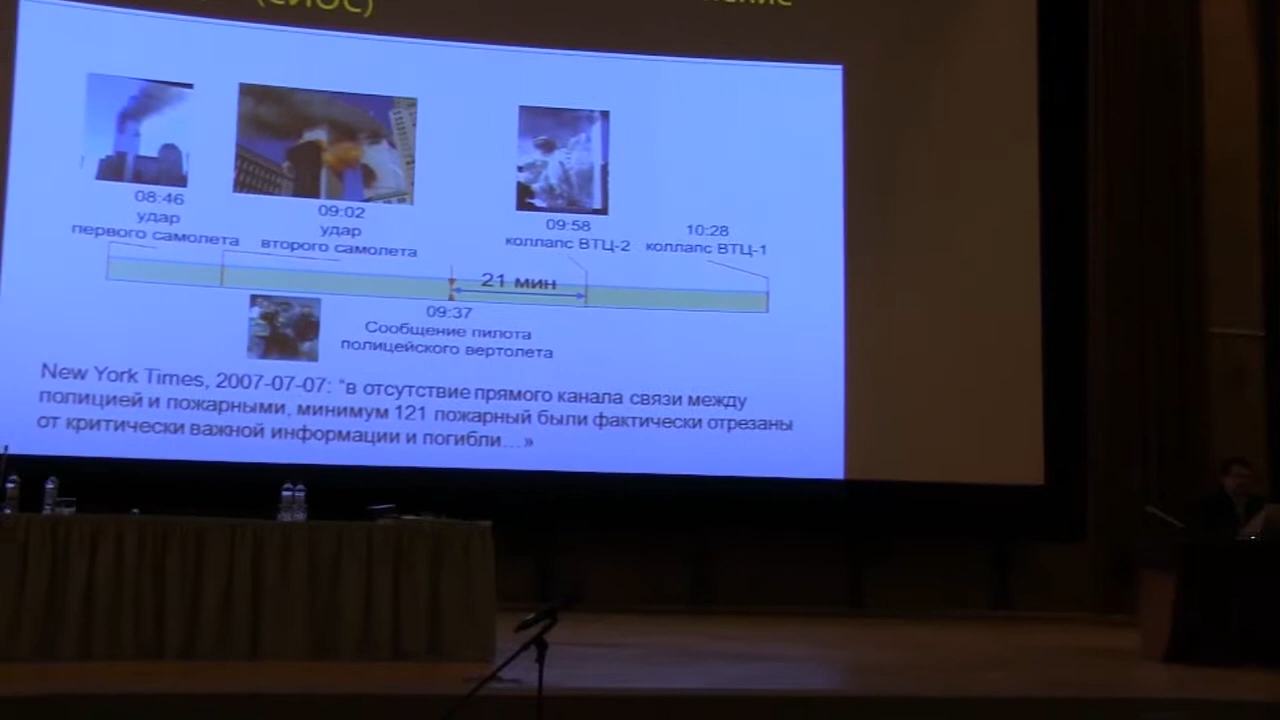 (СИОС)
08:46
удар
первого самолета
09:02
удар
второго самолета
09:58
коллапс ВТЦ-2
10:28
коллапс ВТЦ-1
21 мин
09:37
Сообщение пилота
полицейского вертолета
New York Times, 2007-07-07: "в отсутствие прямого канала связи между
полицией и пожарными, минимум 121 пожарный были фактически отрезаны
от критически важной информации и погибли...»